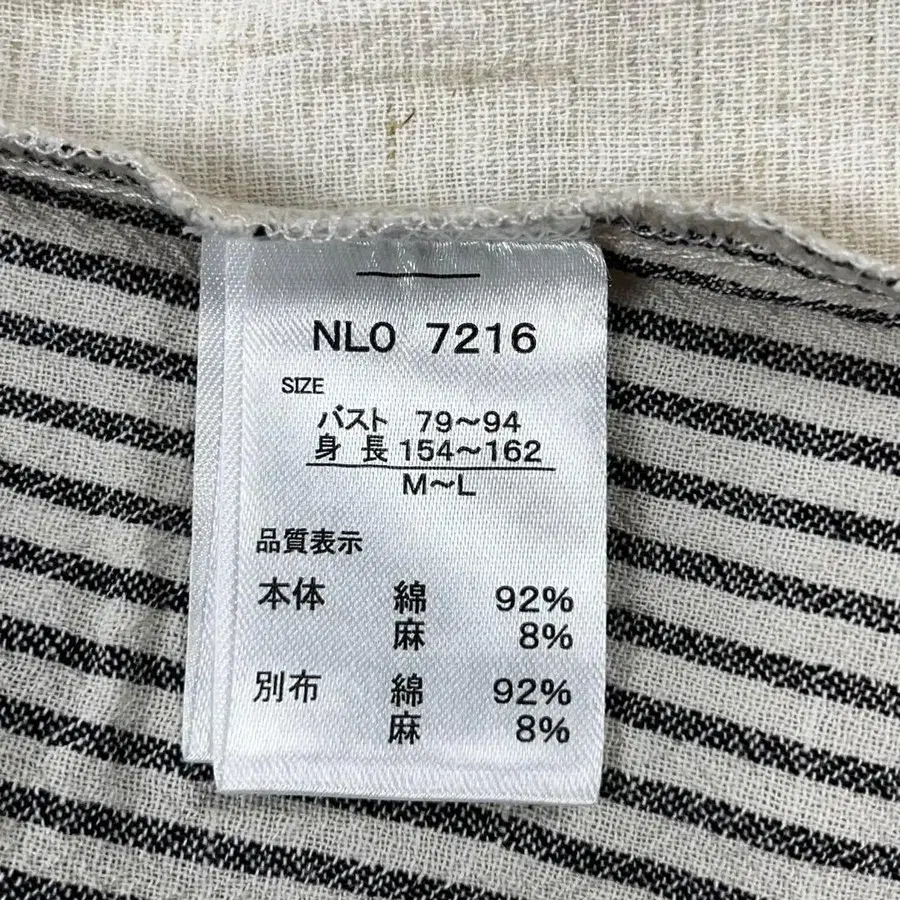 NLO 7216
SIZE
バスト 79〜94
身長 154〜162
M〜L
品質表示
本体 綿 92%
麻 8%
別布 綿 92%
麻 8%